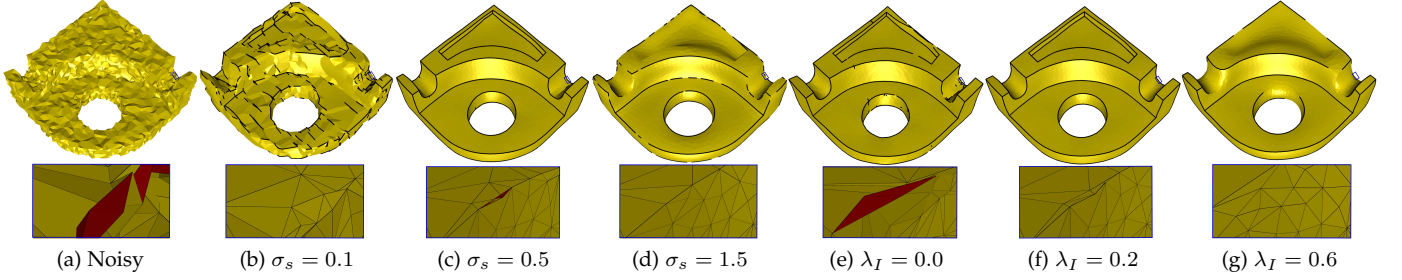 (a) Noisy (b) σ_s = 0.1 (c) σ_s = 0.5 (d) σ_s = 1.5 (e) λ_I = 0.0 (f) λ_I = 0.2 (g) λ_I = 0.6